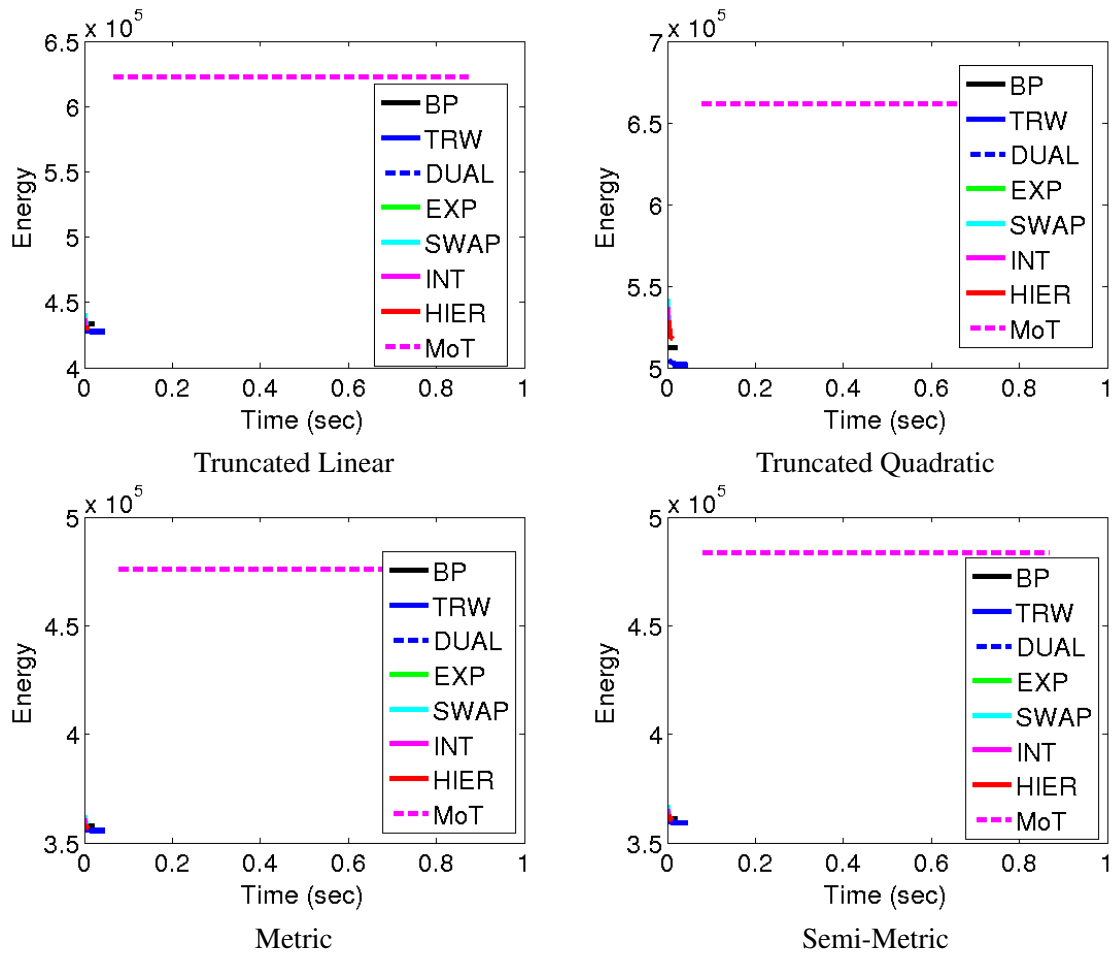 x 10^5
6.5
6
5.5
5
4.5
4
Energy
0 0.2 0.4 0.6 0.8 1
Time (sec)
BP
TRW
DUAL
EXP
SWAP
INT
HIER
MoT
Truncated Linear
x 10^5
7
6.5
6
5.5
5
Energy
0 0.2 0.4 0.6 0.8 1
Time (sec)
BP
TRW
DUAL
EXP
SWAP
INT
HIER
MoT
Truncated Quadratic
x 10^5
5
4.5
4
3.5
Energy
0 0.2 0.4 0.6 0.8 1
Time (sec)
BP
TRW
DUAL
EXP
SWAP
INT
HIER
MoT
Metric
x 10^5
5
4.5
4
3.5
Energy
0 0.2 0.4 0.6 0.8 1
Time (sec)
BP
TRW
DUAL
EXP
SWAP
INT
HIER
MoT
Semi-Metric